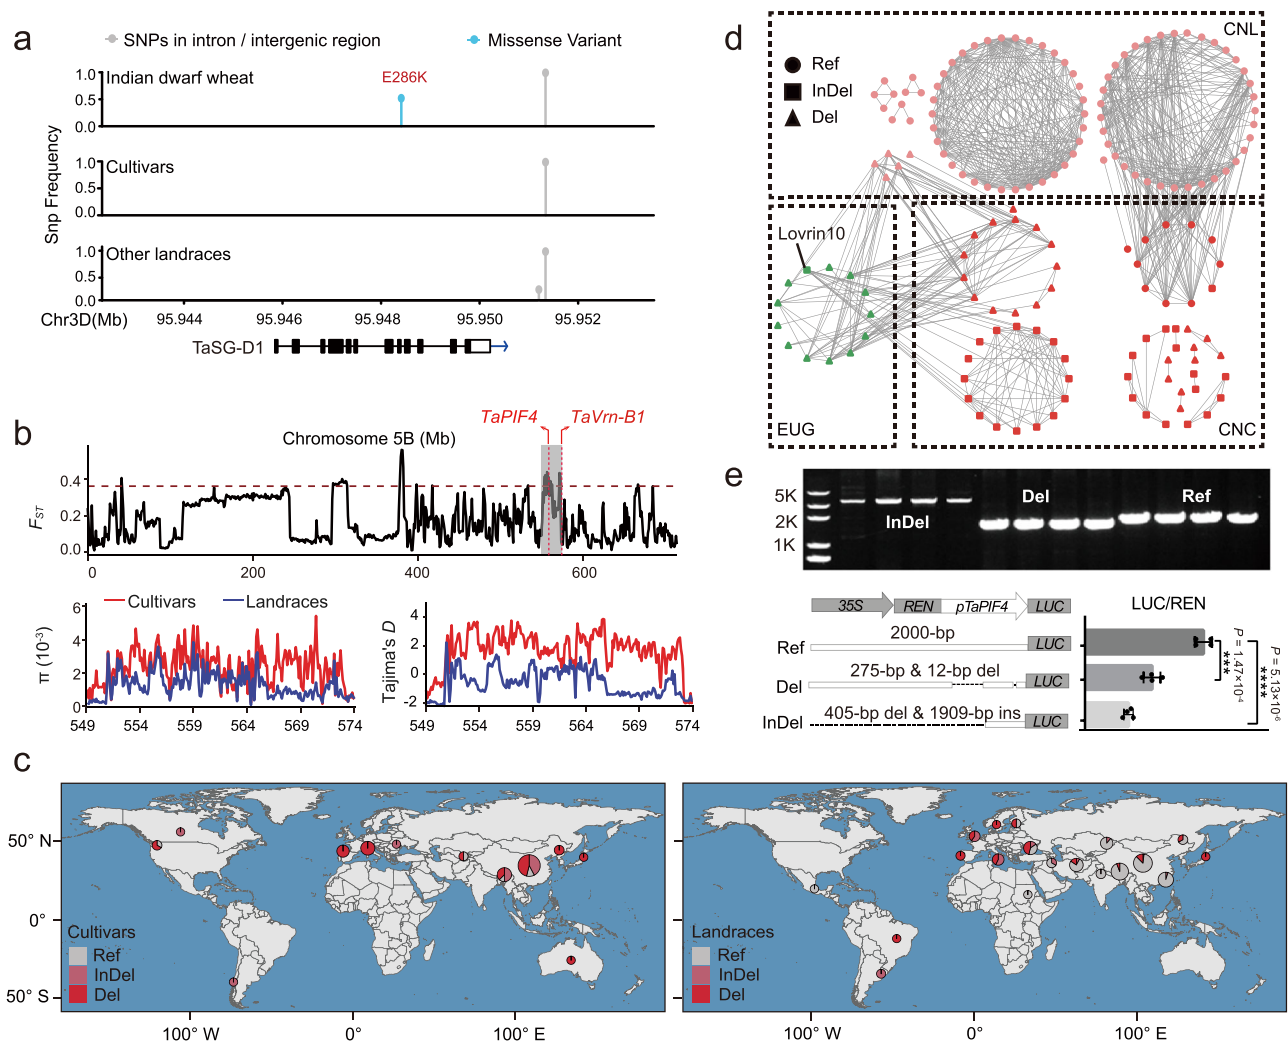 a
SNPs in intron / intergenic region
Missense Variant
Snp Frequency
1.0
0.5
0.0
Indian dwarf wheat
E286K
1.0
0.5
0.0
Cultivars
1.0
0.5
0.0
Other landraces
Chr3D(Mb)
95.944
95.946
95.948
95.950
95.952
TaSG-D1
b
Chromosome 5B (Mb)
TaPIF4
TaVrn-B1
FST
0.4
0.2
0.0
0
200
400
600
Cultivars
Landraces
π (10-3)
6
4
2
0
549
554
559
564
569
574
Tajima's D
4
2
0
-2
549
554
559
564
569
574
c
50° N
0°
50° S
Cultivars
Ref
InDel
Del
100° W
0°
100° E
Landraces
Ref
InDel
Del
100° W
0°
100° E
d
Ref
InDel
Del
CNL
Lovrin10
EUG
CNC
e
5K
2K
1K
InDel
Del
Ref
35S
REN
pTaPIF4
LUC
LUC/REN
Ref
2000-bp
LUC
Del
275-bp & 12-bp del
LUC
InDel
405-bp del & 1909-bp ins
LUC
P = 1.47×10-4
***
P = 5.13×10-6
****